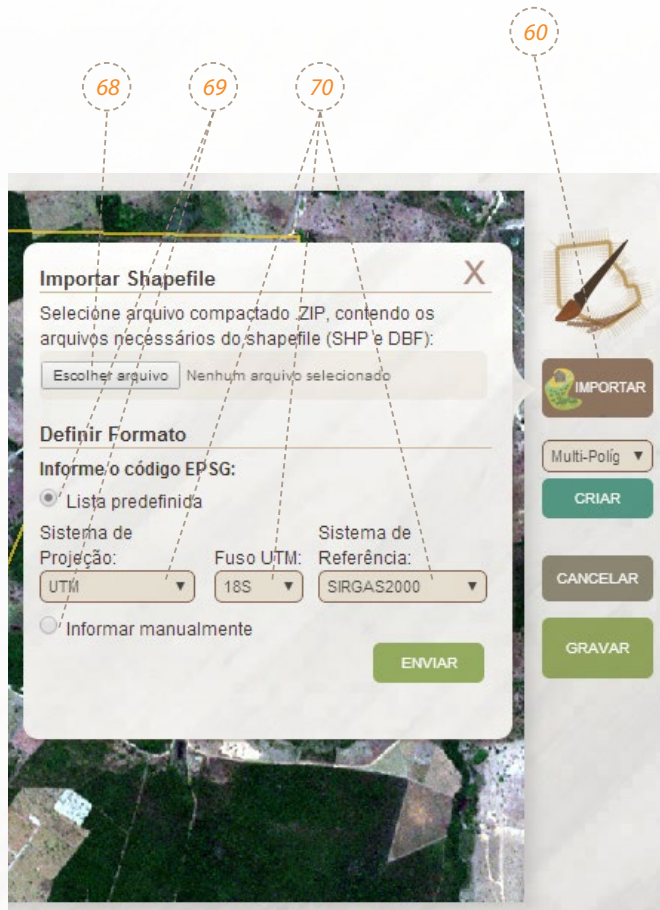 60
68
69
70
Importar Shapefile
X
Selecione arquivo compactado .ZIP, contendo os
arquivos necessários do shapefile (SHP e DBF):
Escolher arquivo Nenhum arquivo selecionado
IMPORTAR
Definir Formato
Multi-Políg
Informe o código EPSG:
Lista predefinida
CRIAR
Sistema de
Projeção:
Fuso UTM:
Sistema de
Referência:
UTM
18S
SIRGAS2000
CANCELAR
Informar manualmente
ENVIAR
GRAVAR